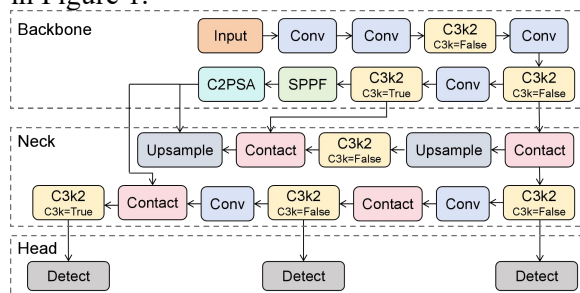 in Figure 1.
Backbone
Input
Conv
Conv
C3k2
C3k=False
Conv
C2PSA
SPPF
C3k2
C3k=True
Conv
C3k2
C3k=False
Neck
Upsample
Contact
C3k2
C3k=False
Upsample
Contact
C3k2
C3k=True
Contact
Conv
C3k2
C3k=False
Contact
Conv
C3k2
C3k=False
Head
Detect
Detect
Detect